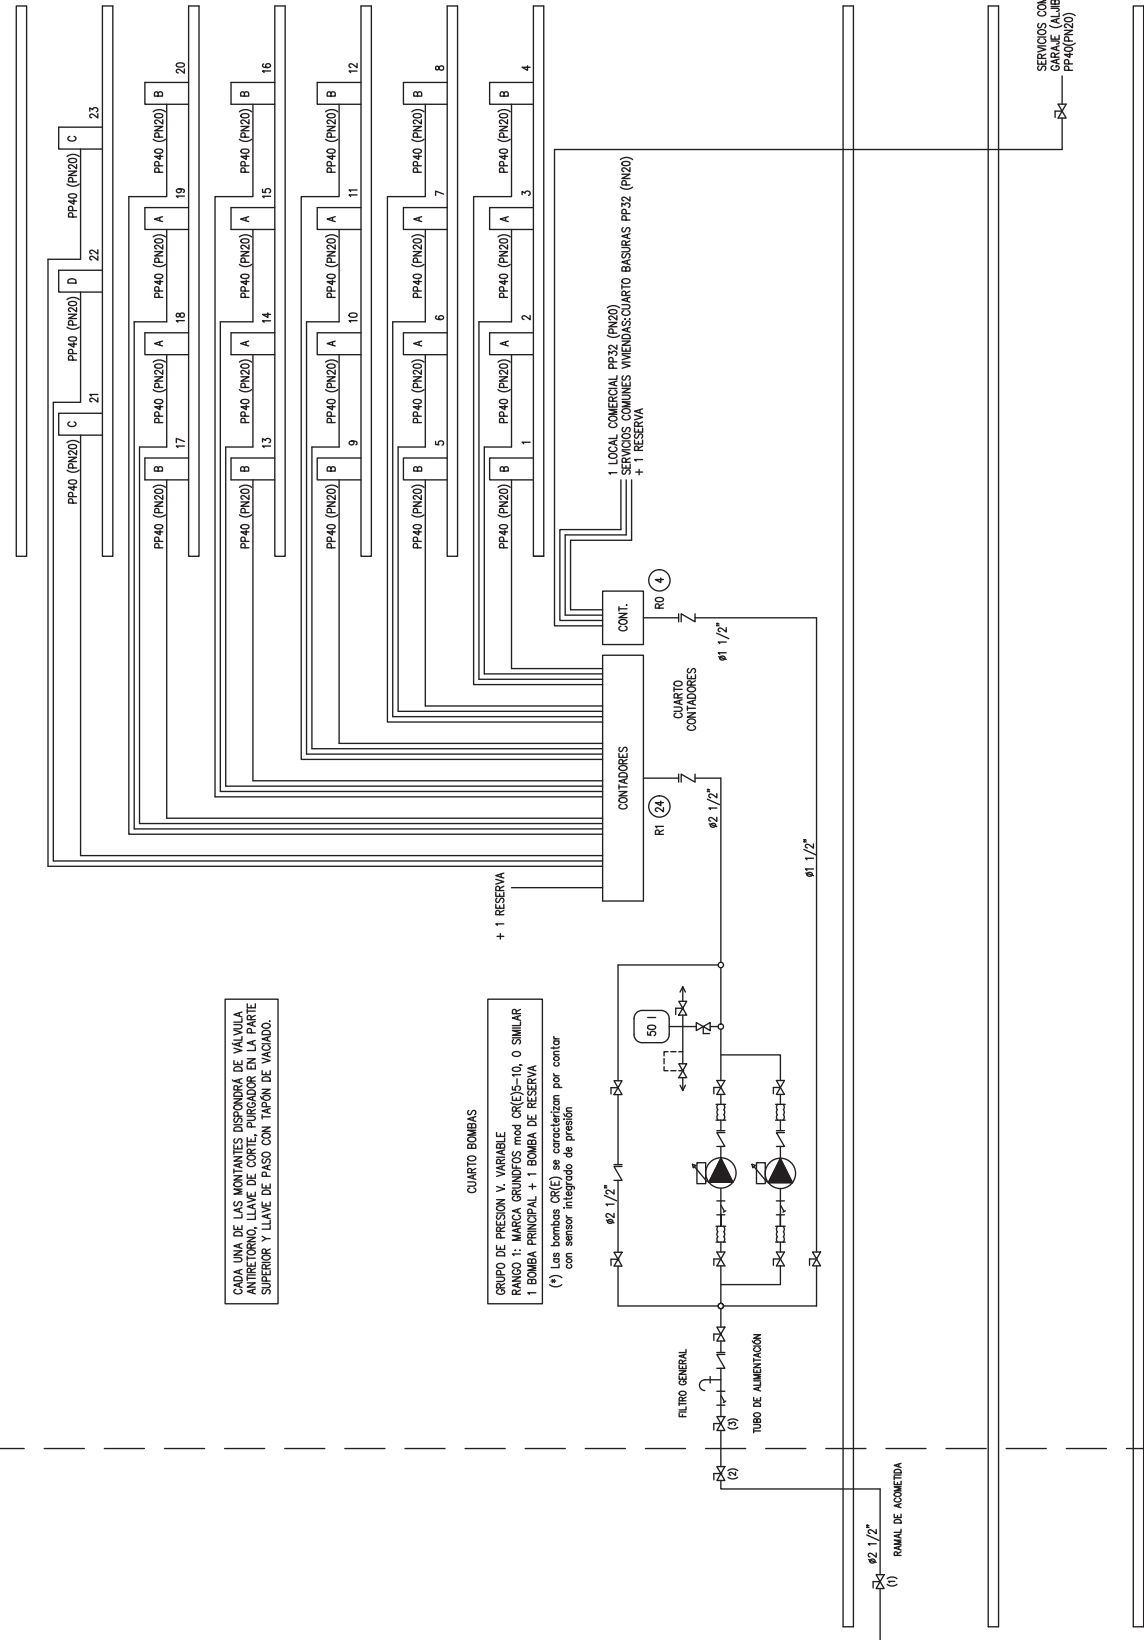 23
C
PP40 (PN20)
22
D
PP40 (PN20)
21
C
PP40 (PN20)
20
B
PP40 (PN20)
19
A
PP40 (PN20)
18
A
PP40 (PN20)
17
B
PP40 (PN20)
16
B
PP40 (PN20)
15
A
PP40 (PN20)
14
A
PP40 (PN20)
13
B
PP40 (PN20)
12
B
PP40 (PN20)
11
A
PP40 (PN20)
10
A
PP40 (PN20)
9
B
PP40 (PN20)
8
B
PP40 (PN20)
7
A
PP40 (PN20)
6
A
PP40 (PN20)
5
B
PP40 (PN20)
4
B
PP40 (PN20)
3
A
PP40 (PN20)
2
A
PP40 (PN20)
1
B
PP40 (PN20)
SERVICIOS
GARAJE
PP40(PN20)
1 LOCAL COMERCIAL PP32 (PN20)
SERVICIOS COMUNES VIVIENDAS:CUARTO BASURAS PP32 (PN20)
+ 1 RESERVA
CONT.
R0
4
ø1 1/2"
CUARTO
CONTADORES
CONTADORES
R1
24
ø2 1/2"
+ 1 RESERVA
ø1 1/2"
CADA UNA DE LAS MONTANTES DISPONDRÁ DE VÁLVULA
ANTIRETORNO, LLAVE DE CORTE, PURGADOR EN LA PARTE
SUPERIOR Y LLAVE DE PASO CON TAPÓN DE VACIADO.
CUARTO BOMBAS
GRUPO DE PRESION V. VARIABLE
RANGO 1: MARCA GRUNDFOS mod CR(E)5-10, O SIMILAR
1 BOMBA PRINCIPAL + 1 BOMBA DE RESERVA
(*) Las bombas CR(E) se caracterizan por contar
con sensor integrado de presión
50 l
ø2 1/2"
FILTRO GENERAL
TUBO DE ALIMENTACIÓN
(3)
(2)
ø2 1/2"
RAMAL DE ACOMETIDA
(1)